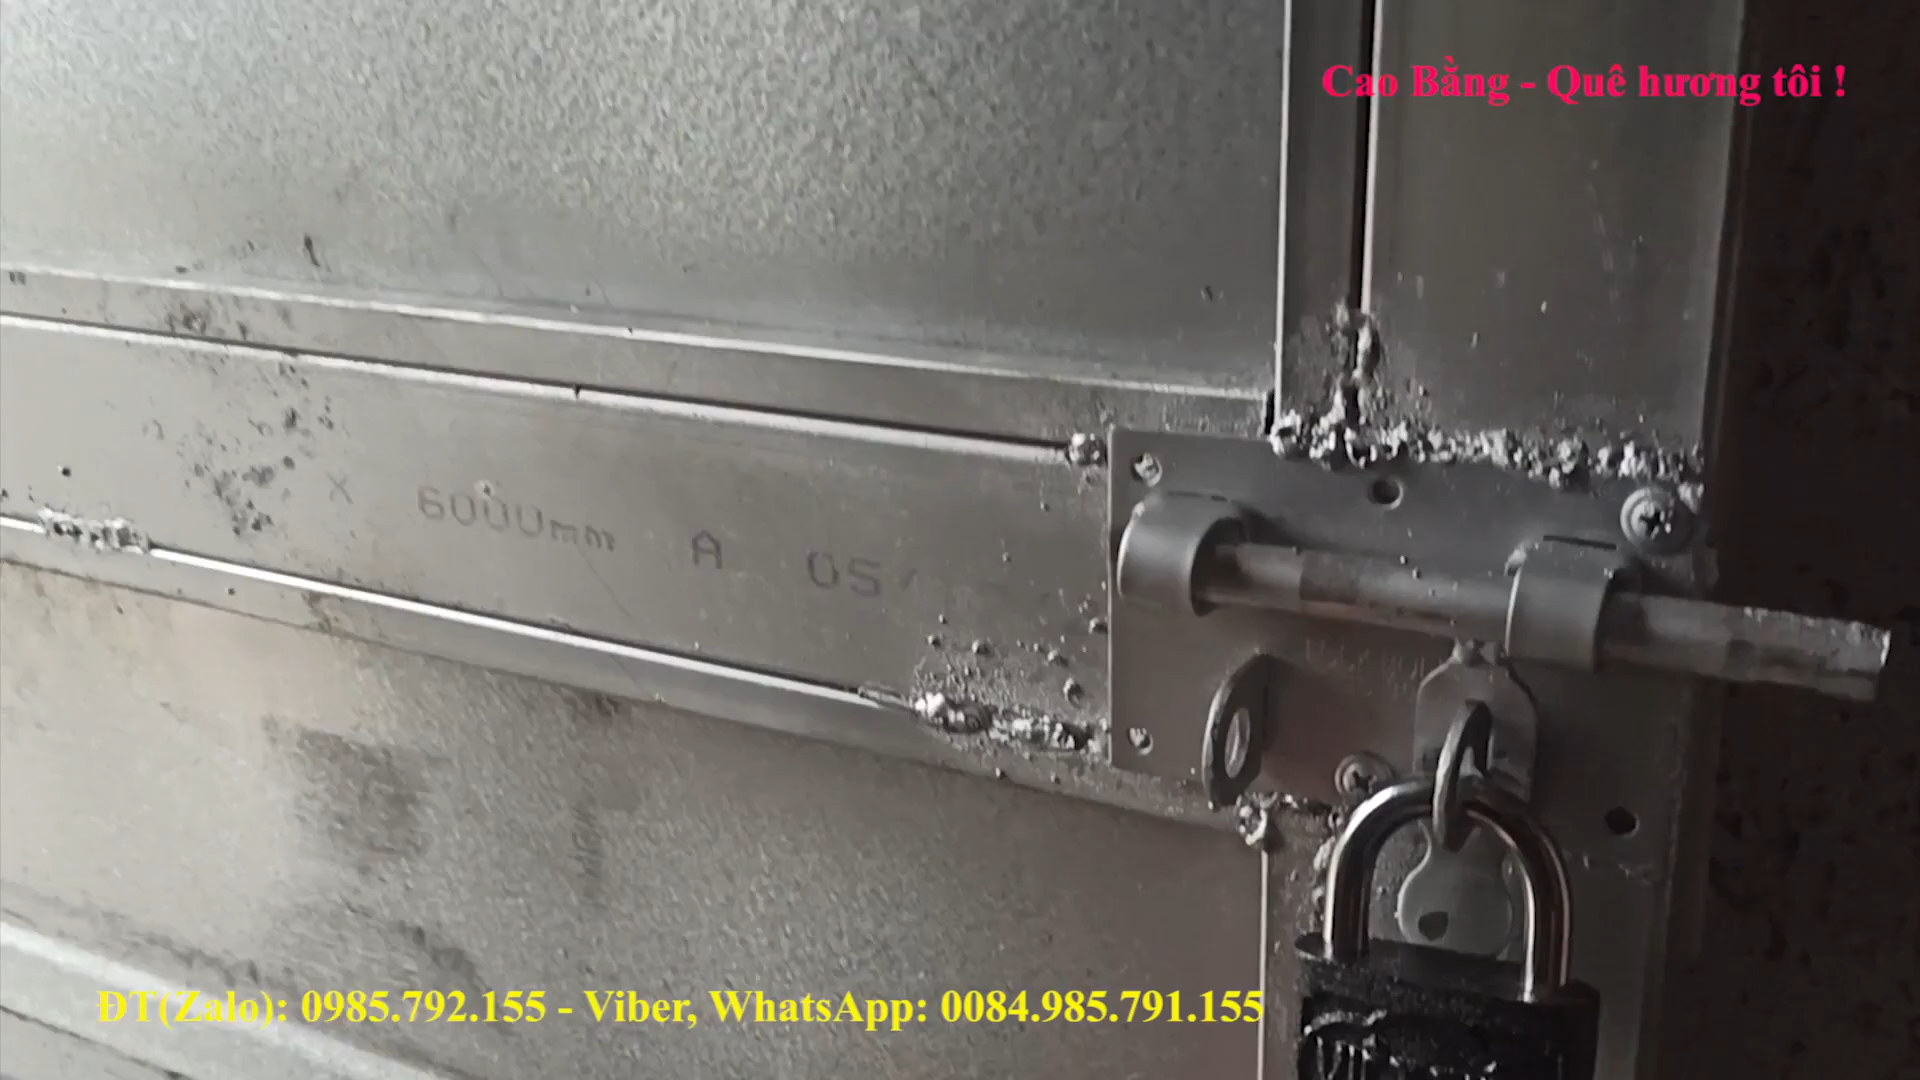 Cao Bằng - Quê hương tôi !
X 6000mm A 05
ĐT(Zalo): 0985.792.155 - Viber, WhatsApp: 0084.985.791.155